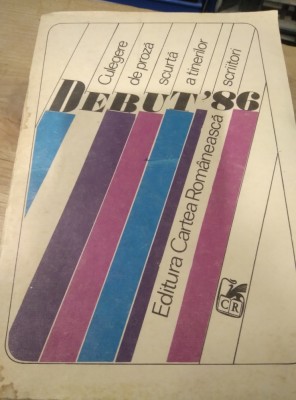 Culegere
de proză
scurtă
a tinerilor
scriitori
DEBUT '86
Editura Cartea Românească
CR